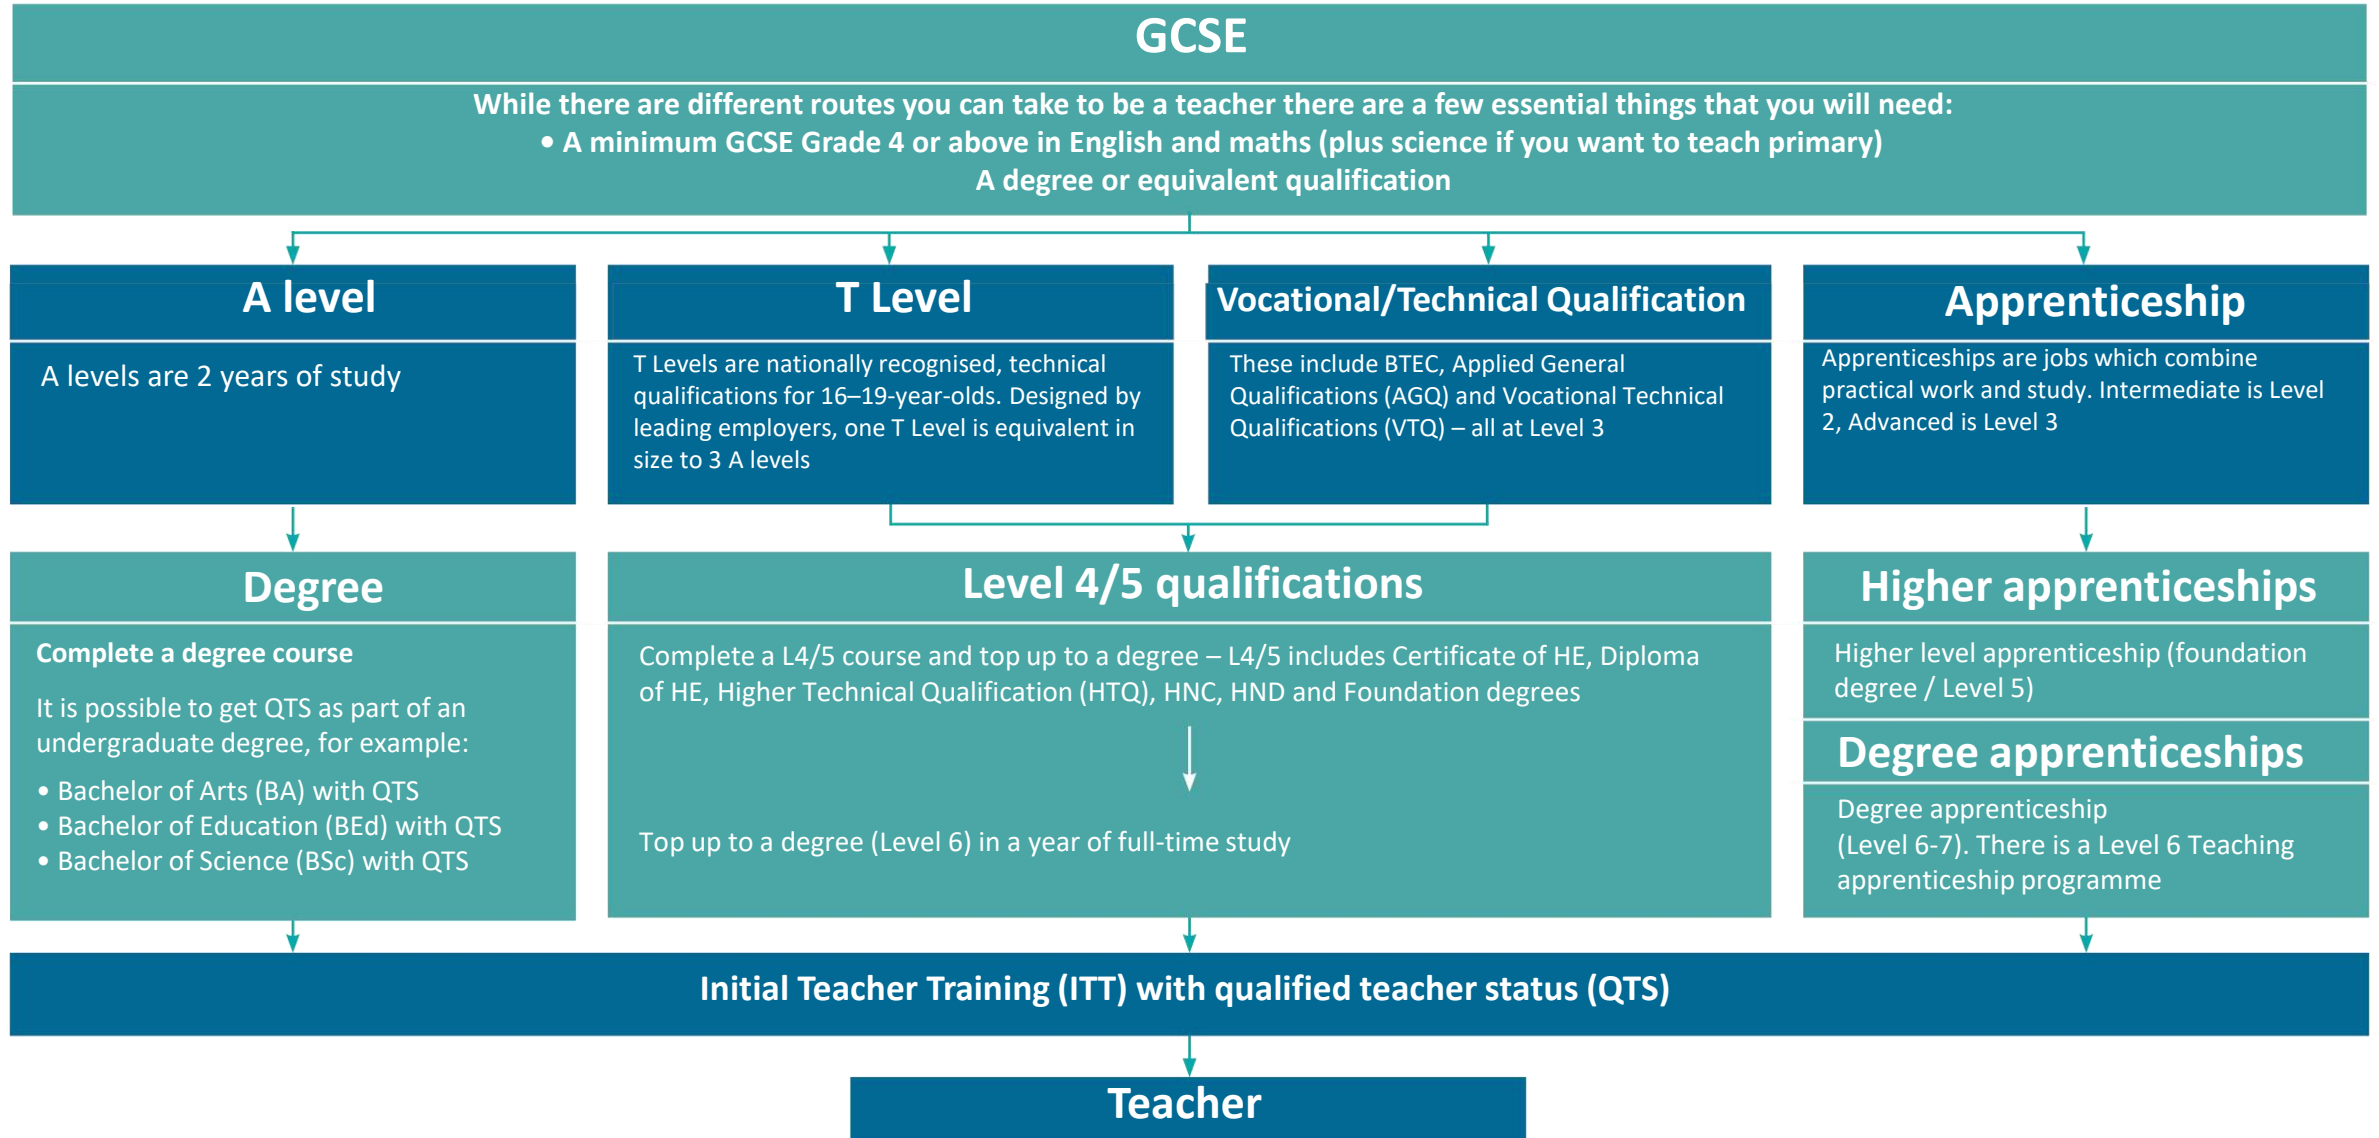 GCSE
While there are different routes you can take to be a teacher there are a few essential things that you will need:
• A minimum GCSE Grade 4 or above in English and maths (plus science if you want to teach primary)
A degree or equivalent qualification
A level
A levels are 2 years of study
T Level
T Levels are nationally recognised, technical
qualifications for 16–19-year-olds. Designed by
leading employers, one T Level is equivalent in
size to 3 A levels
Vocational/Technical Qualification
These include BTEC, Applied General
Qualifications (AGQ) and Vocational Technical
Qualifications (VTQ) – all at Level 3
Apprenticeship
Apprenticeships are jobs which combine
practical work and study. Intermediate is Level
2, Advanced is Level 3
Degree
Complete a degree course
It is possible to get QTS as part of an
undergraduate degree, for example:
• Bachelor of Arts (BA) with QTS
• Bachelor of Education (BEd) with QTS
• Bachelor of Science (BSc) with QTS
Level 4/5 qualifications
Complete a L4/5 course and top up to a degree – L4/5 includes Certificate of HE, Diploma
of HE, Higher Technical Qualification (HTQ), HNC, HND and Foundation degrees
Top up to a degree (Level 6) in a year of full-time study
Higher apprenticeships
Higher level apprenticeship (foundation
degree / Level 5)
Degree apprenticeships
Degree apprenticeship
(Level 6-7). There is a Level 6 Teaching
apprenticeship programme
Initial Teacher Training (ITT) with qualified teacher status (QTS)
Teacher